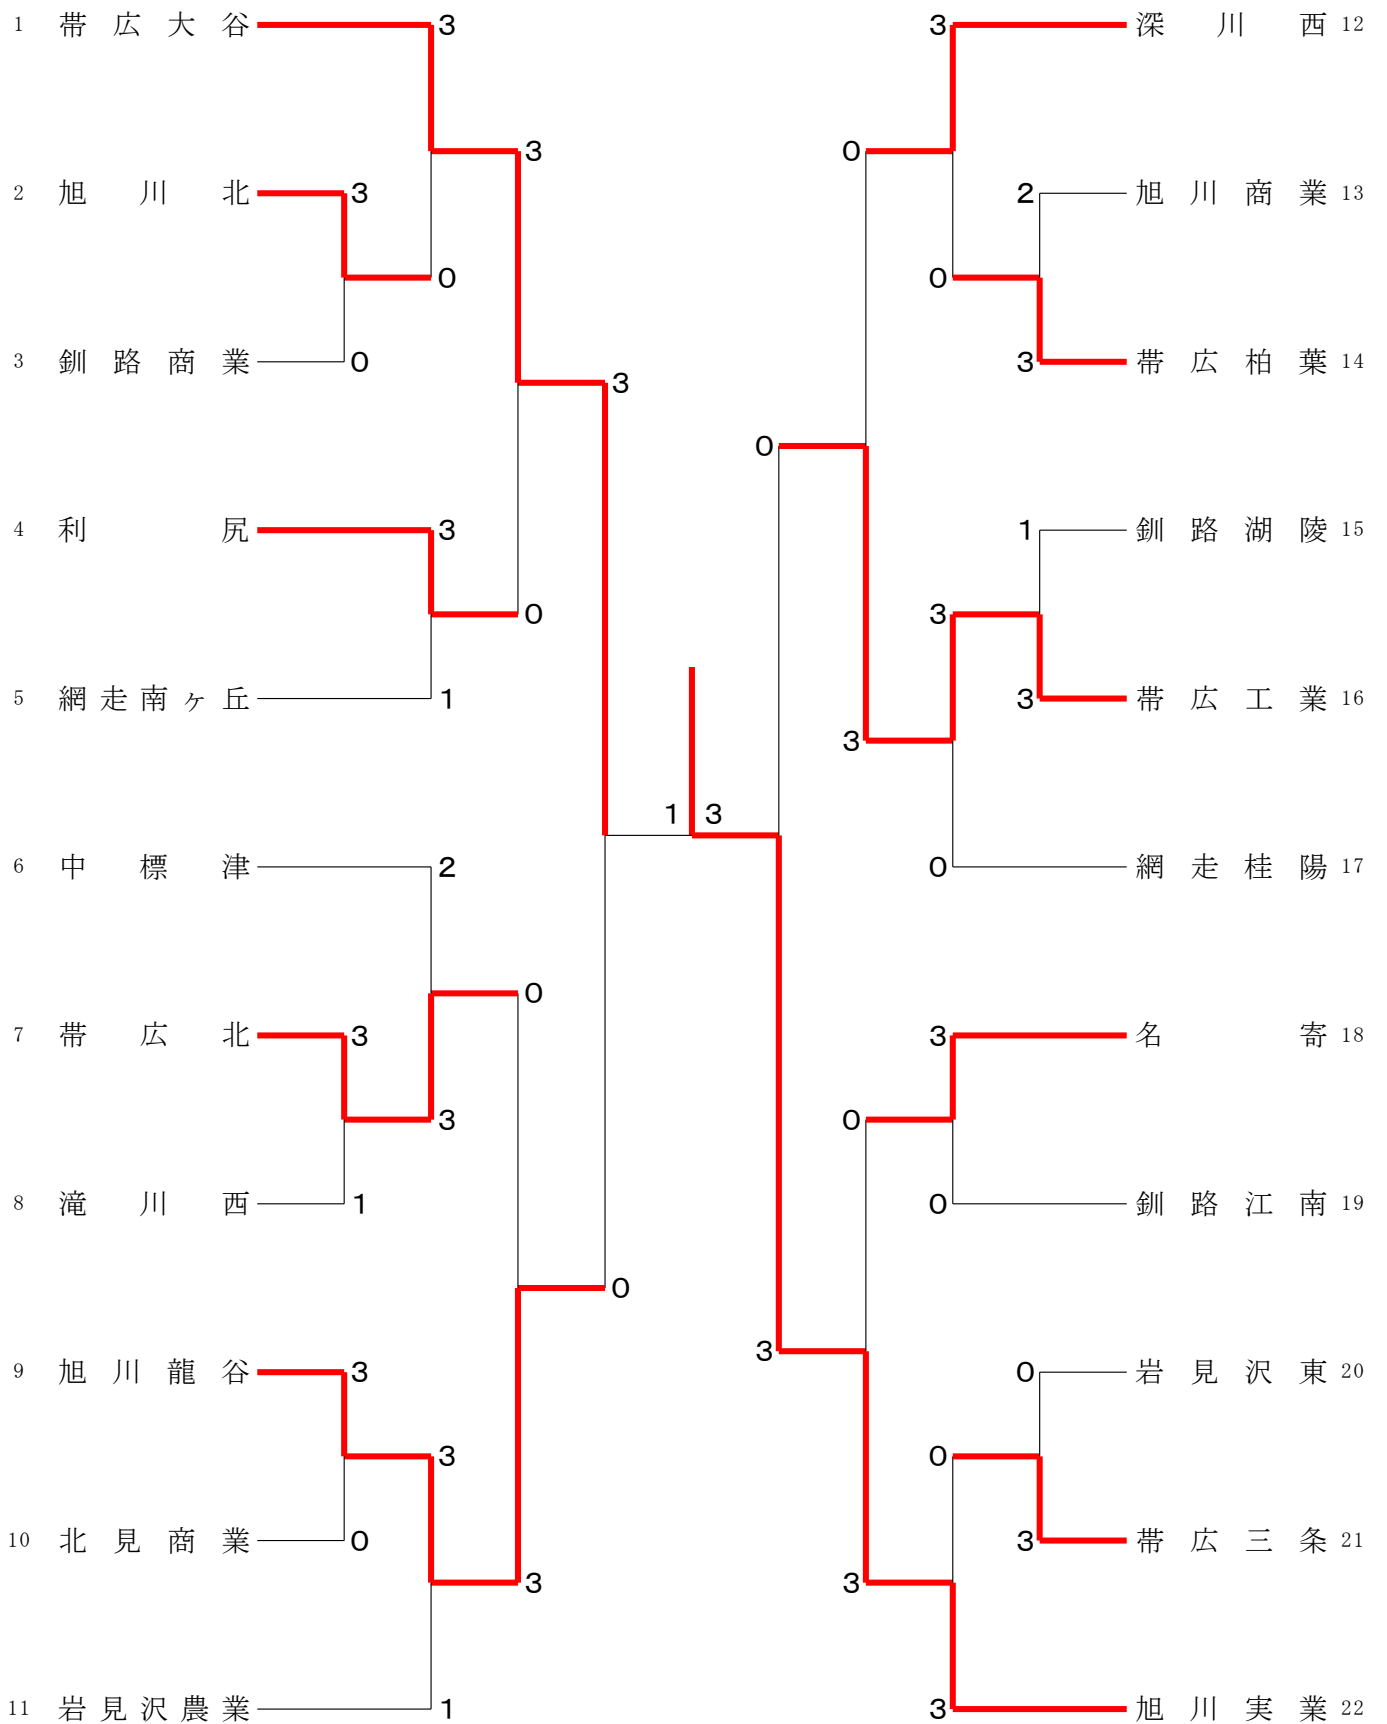 1 帯広大谷 3 3 深川西 12
3 0
2 旭川北 3 2 旭川商業 13
0 0
3 釧路商業 0 3 帯広柏葉 14
3
0
4 利尻 3 1 釧路湖陵 15
0 3
5 網走南ヶ丘 1 3 帯広工業 16
3
1 3
6 中標津 2 0 網走桂陽 17
0
7 帯広北 3 3 名寄 18
3 0
8 滝川西 1 0 釧路江南 19
0
3
9 旭川龍谷 3 0 岩見沢東 20
3 0
10 北見商業 0 3 帯広三条 21
3 3
11 岩見沢農業 1 3 旭川実業 22